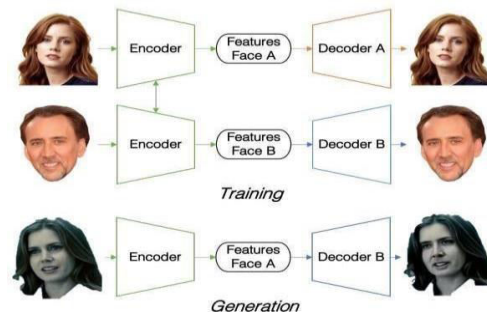 Encoder
Features
Face A
Decoder A
Encoder
Features
Face B
Decoder B
Training
Encoder
Features
Face A
Decoder B
Generation